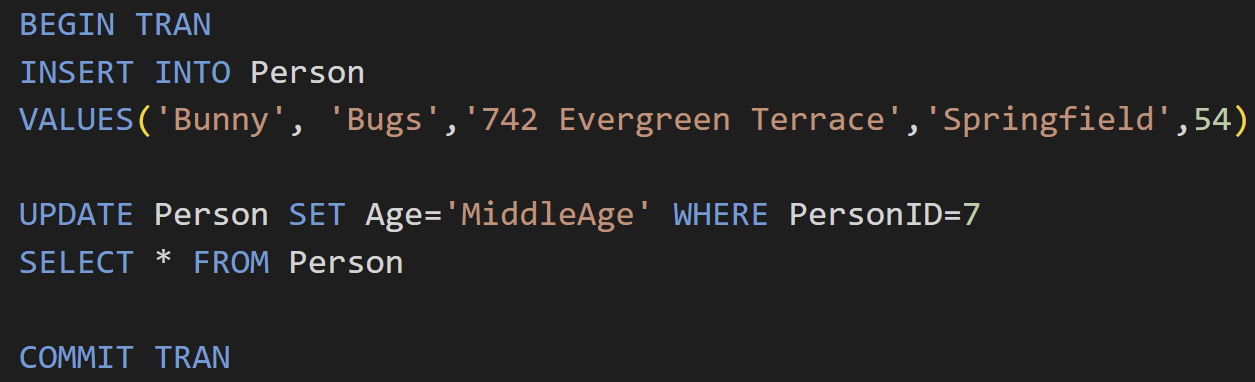 BEGIN TRAN
INSERT INTO Person
VALUES('Bunny', 'Bugs','742 Evergreen Terrace','Springfield',54)
UPDATE Person SET Age='MiddleAge' WHERE PersonID=7
SELECT * FROM Person
COMMIT TRAN